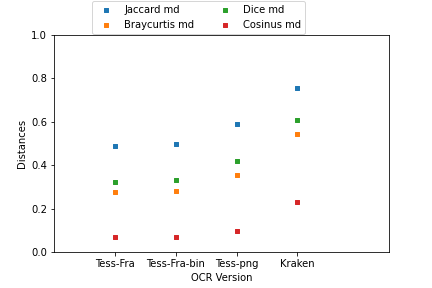 Jaccard md Dice md
Braycurtis md Cosinus md
1.0
0.8
0.6
0.4
0.2
0.0
Distances
Tess-Fra Tess-Fra-bin Tess-png Kraken
OCR Version